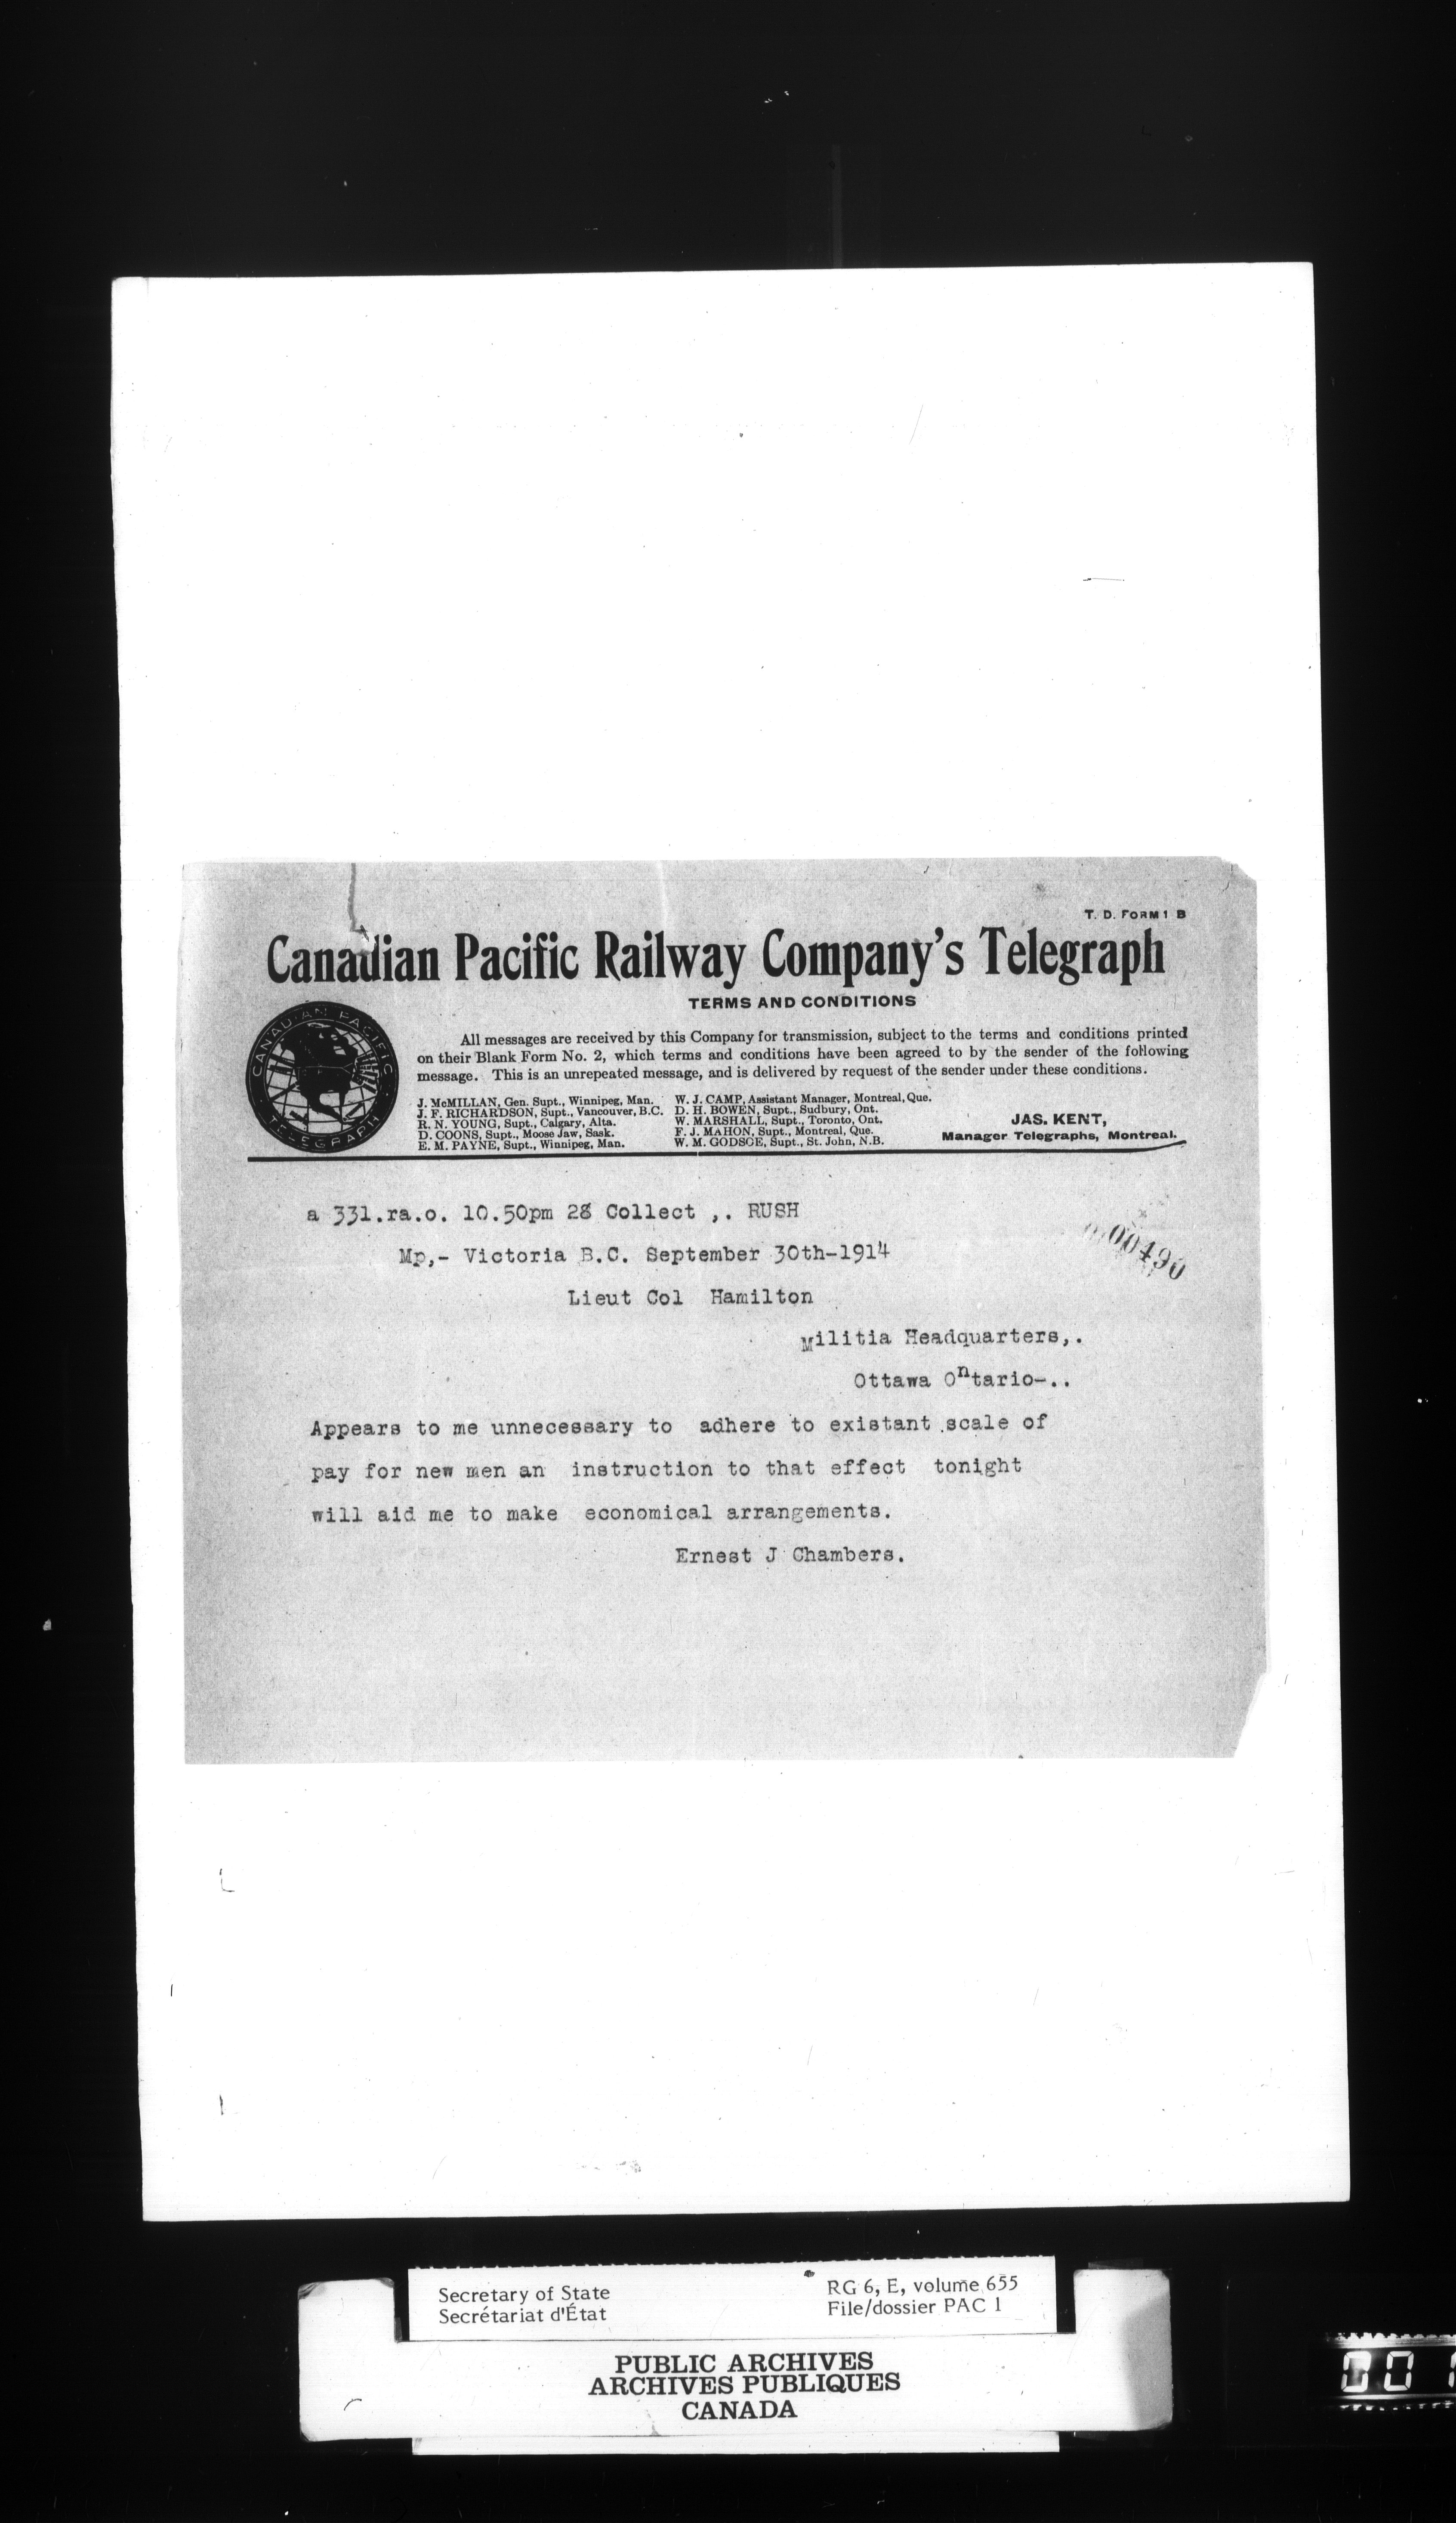 T. D. FORM 1 B
Canadian Pacific Railway Company's Telegraph
TERMS AND CONDITIONS
CANADIAN PACIFIC
TELEGRAPH
All messages are received by this Company for transmission, subject to the terms and conditions printed
on their Blank Form No. 2, which terms and conditions have been agreed to by the sender of the following
message. This is an unrepeated message, and is delivered by request of the sender under these conditions.
J. McMILLAN, Gen. Supt., Winnipeg, Man.
J. F. RICHARDSON, Supt., Vancouver, B.C.
R. N. YOUNG, Supt., Calgary, Alta.
D. COONS, Supt., Moose Jaw, Sask.
E. M. PAYNE, Supt., Winnipeg, Man.
W. J. CAMP, Assistant Manager, Montreal, Que.
D. H. BOWEN, Supt., Sudbury, Ont.
W. MARSHALL, Supt., Toronto, Ont.
F. J. MAHON, Supt., Montreal, Que.
W. M. GODSOE, Supt., St. John, N.B.
JAS. KENT,
Manager Telegraphs, Montreal.
a 331.ra.o. 10.50pm 28 Collect ,. RUSH
00490
Mp,- Victoria B.C. September 30th-1914
Lieut Col Hamilton
Militia Headquarters,.
Ottawa Ontario-..
Appears to me unnecessary to adhere to existant scale of
pay for new men an instruction to that effect tonight
will aid me to make economical arrangements.
Ernest J Chambers.
Secretary of State
Secrétariat d'État
RG 6, E, volume 655
File/dossier PAC 1
PUBLIC ARCHIVES
ARCHIVES PUBLIQUES
CANADA